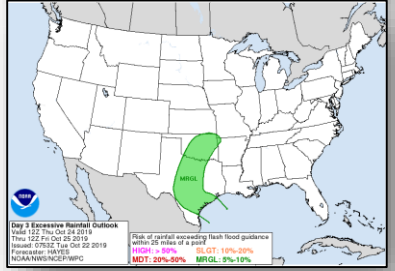 MRGL
noaa
Day 3 Excessive Rainfall Outlook
Valid 12Z Thu Oct 24 2019
Thru 12Z Fri Oct 25 2019
Issued: 0753Z Tue Oct 22 2019
Forecaster: HAYES
NOAA/NWS/NCEP/WPC
Risk of rainfall exceeding flash flood guidance
within 25 miles of a point
HIGH: > 50% SLGT: 10%-20%
MDT: 20%-50% MRGL: 5%-10%